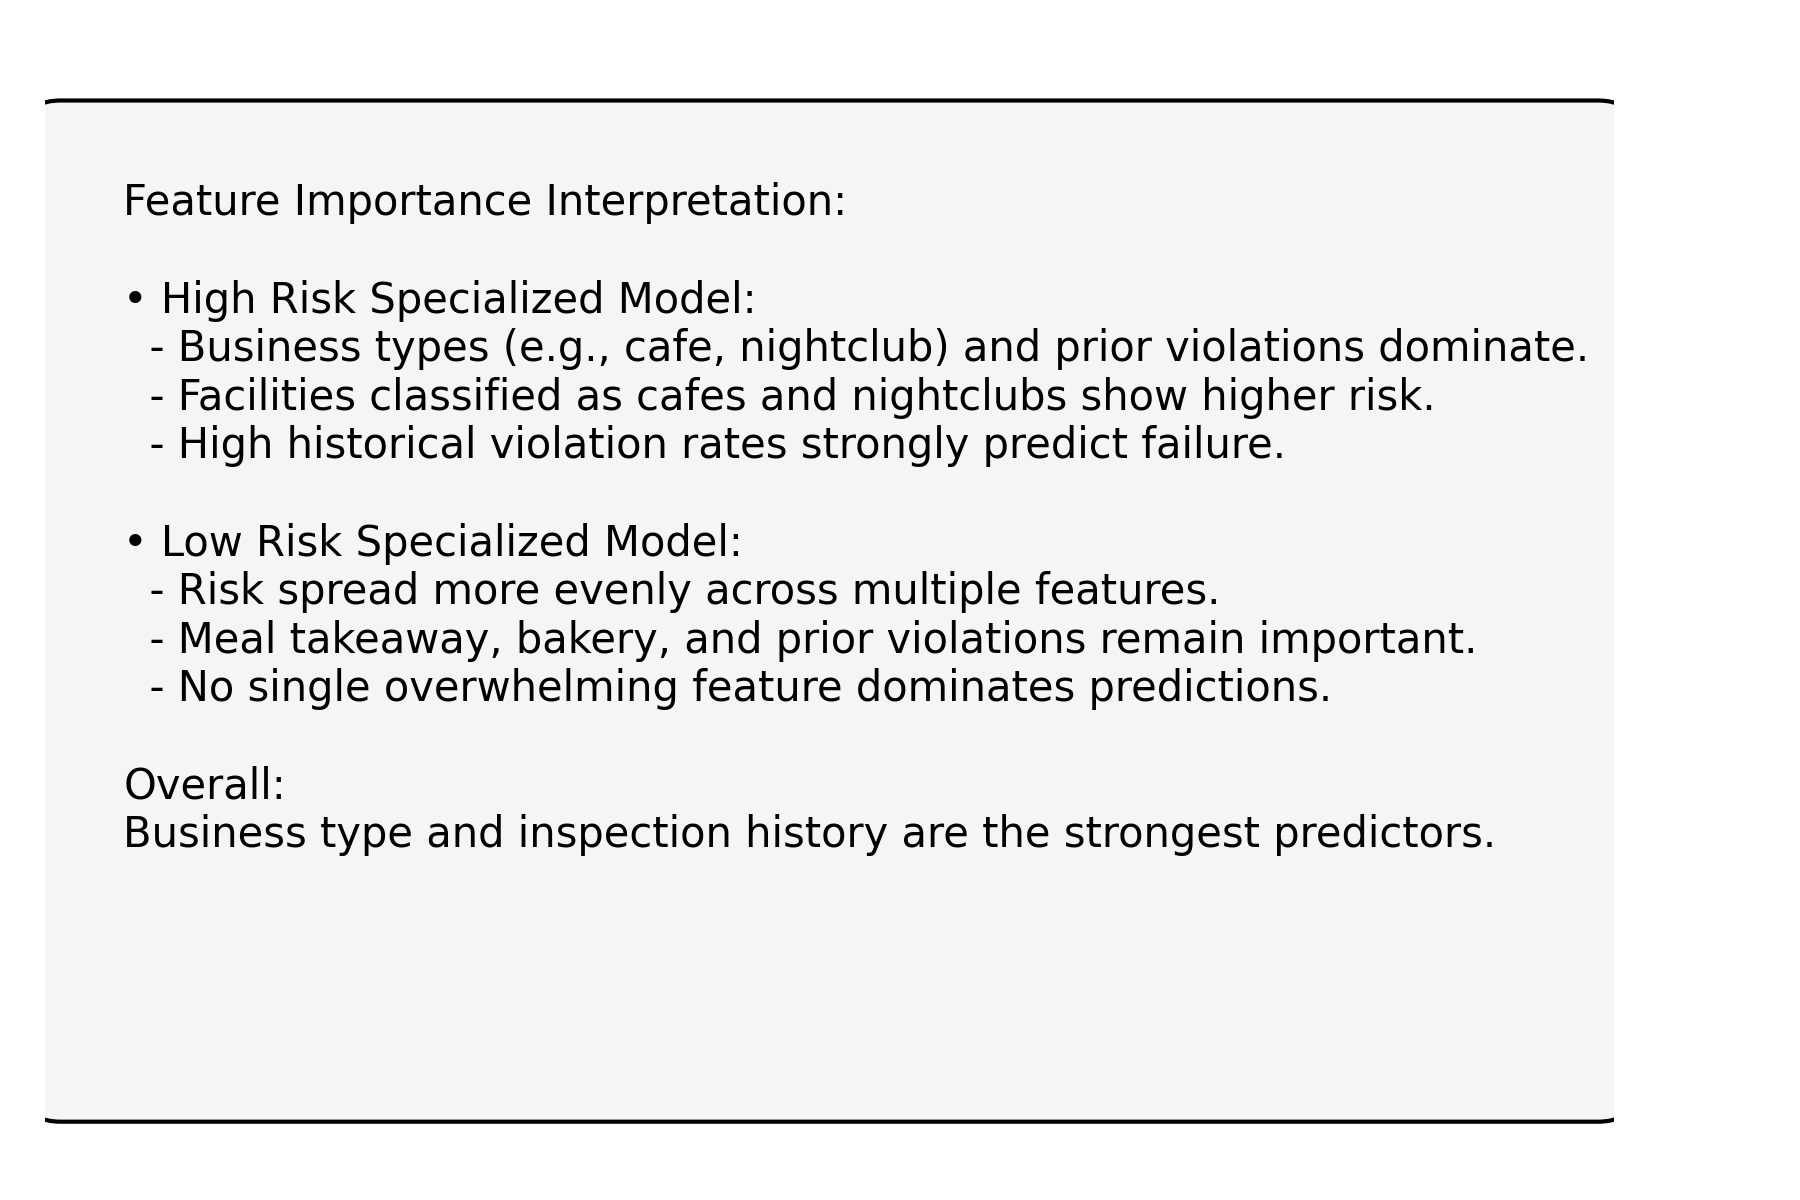 Feature Importance Interpretation:
• High Risk Specialized Model:
- Business types (e.g., cafe, nightclub) and prior violations dominate.
- Facilities classified as cafes and nightclubs show higher risk.
- High historical violation rates strongly predict failure.
• Low Risk Specialized Model:
- Risk spread more evenly across multiple features.
- Meal takeaway, bakery, and prior violations remain important.
- No single overwhelming feature dominates predictions.
Overall:
Business type and inspection history are the strongest predictors.